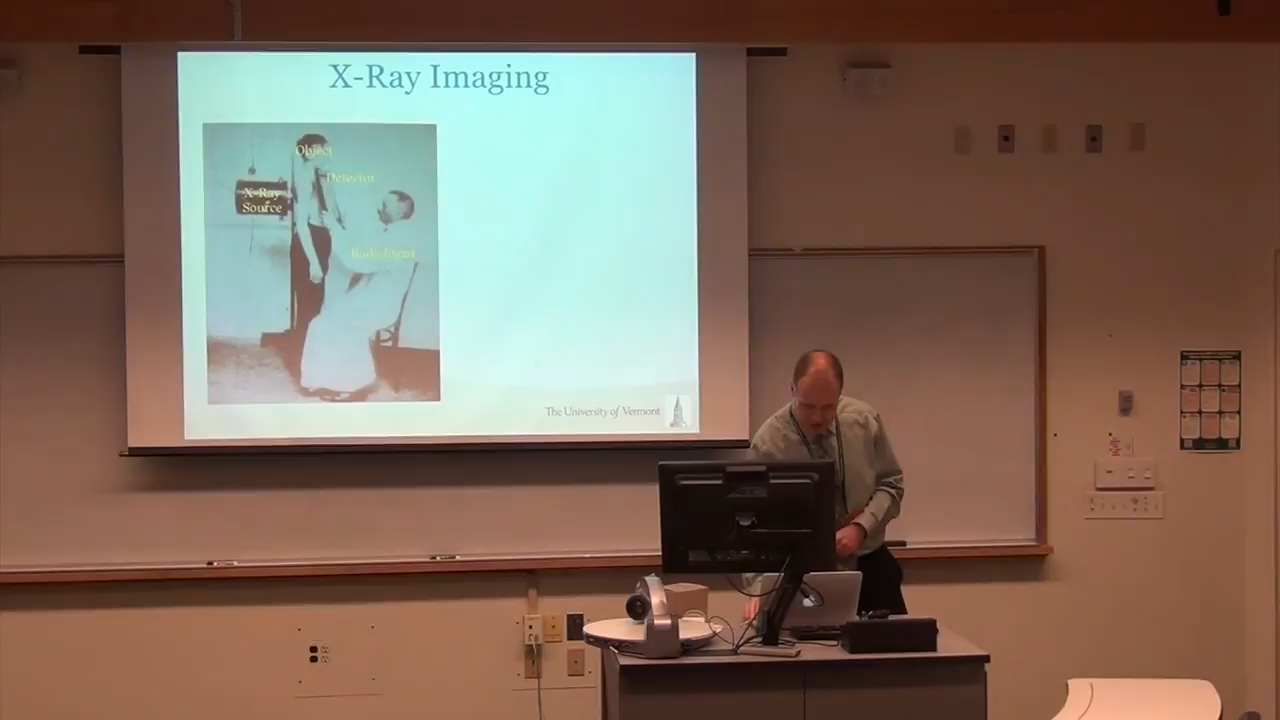 X-Ray Imaging
Object
Detector
X-Ray
Source
Radiologist
The University of Vermont